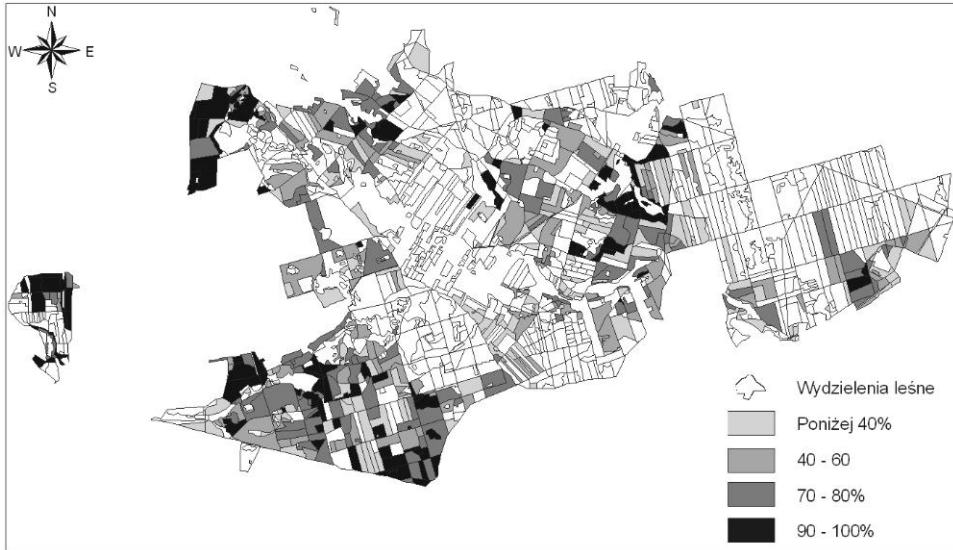 N
W E
S
Wydzielenia leśne
Poniżej 40%
40 - 60
70 - 80%
90 - 100%